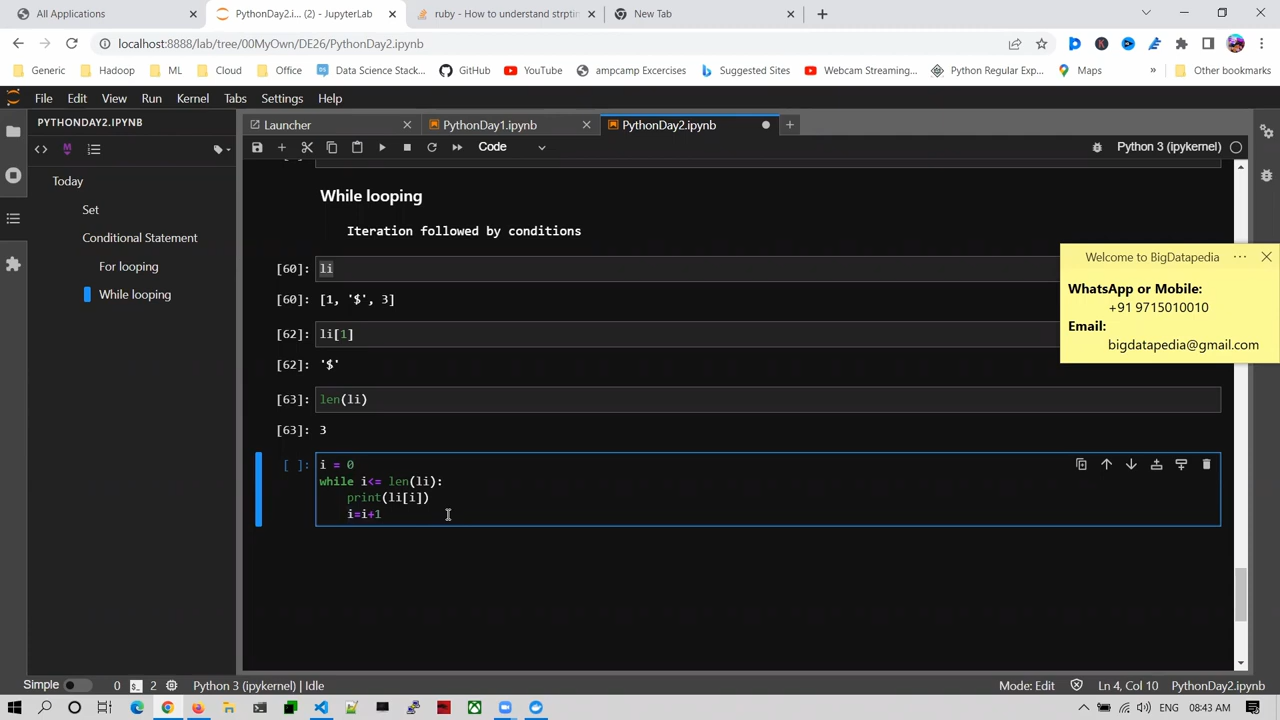 All Applications
PythonDay2.i... (2) - JupyterLab
ruby - How to understand strptin
New Tab
localhost:8888/lab/tree/00MyOwn/DE26/PythonDay2.ipynb
Generic
Hadoop
ML
Cloud
Office
Data Science Stack...
GitHub
YouTube
ampcamp Excercises
Suggested Sites
Webcam Streaming...
Python Regular Exp...
Maps
»
Other bookmarks
File Edit View Run Kernel Tabs Settings Help
PYTHONDAY2.IPYNB
Launcher
PythonDay1.ipynb
PythonDay2.ipynb
Code
Python 3 (ipykernel)
Today
Set
Conditional Statement
For looping
While looping
While looping
Iteration followed by conditions
[60]: li
[60]: [1, '$', 3]
[62]: li[1]
[62]: '$'
[63]: len(li)
[63]: 3
[ ]: i = 0
while i<= len(li):
print(li[i])
i=i+1
Welcome to BigDatapedia
WhatsApp or Mobile:
+91 9715010010
Email:
bigdatapedia@gmail.com
Simple 0 2 Python 3 (ipykernel) | Idle
Mode: Edit Ln 4, Col 10 PythonDay2.ipynb
ENG 08:43 AM